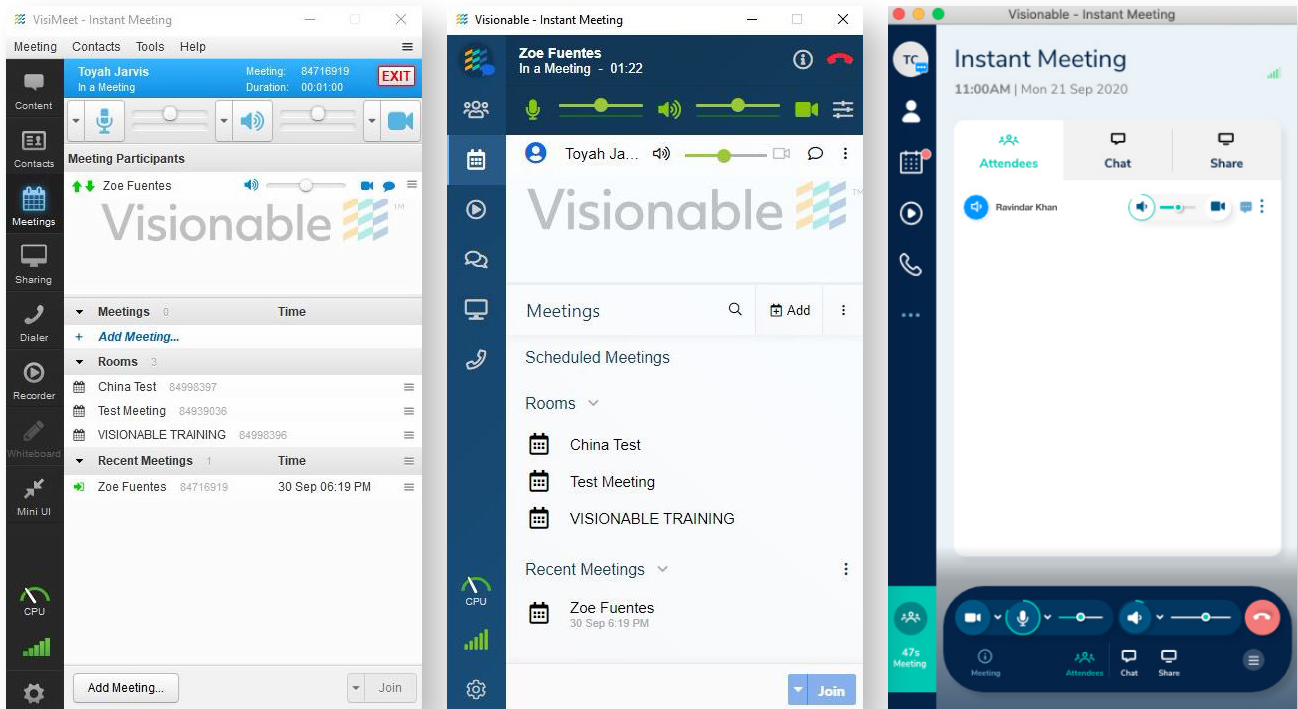 VisiMeet - Instant Meeting
Meeting Contacts Tools Help
Toyah Jarvis
In a Meeting
Meeting: 84716919
Duration: 00:01:00
EXIT
Content
Contacts
Meetings
Sharing
Dialer
Recorder
Whiteboard
Mini UI
CPU
Meeting Participants
Zoe Fuentes
Visionable TM
Meetings 0 Time
+ Add Meeting...
Rooms 3
China Test 84998397
Test Meeting 84939036
VISIONABLE TRAINING 84998396
Recent Meetings 1 Time
Zoe Fuentes 84716919 30 Sep 06:19 PM
Add Meeting...
Join
Visionable - Instant Meeting
Zoe Fuentes
In a Meeting - 01:22
Toyah Ja...
Visionable TM
Meetings
Add
Scheduled Meetings
Rooms
China Test
Test Meeting
VISIONABLE TRAINING
Recent Meetings
Zoe Fuentes
30 Sep 6:19 PM
CPU
Join
Visionable - Instant Meeting
TC
Instant Meeting
11:00AM | Mon 21 Sep 2020
Attendees
Chat
Share
Ravindar Khan
47s
Meeting
Meeting
Attendees
Chat
Share